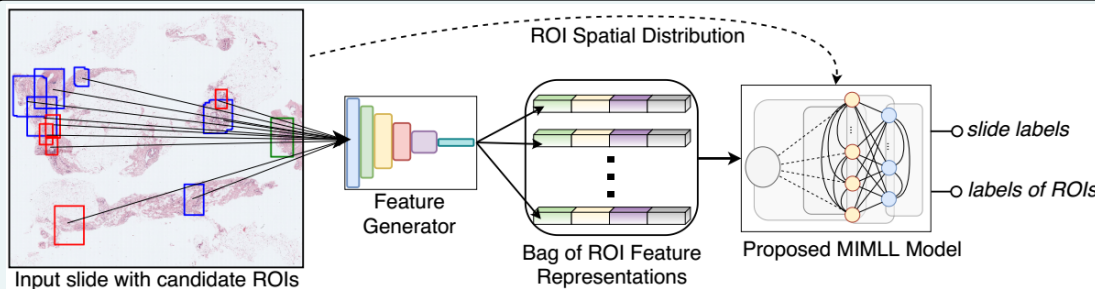 ROI Spatial Distribution
slide labels
labels of ROIs
Feature
Generator
Bag of ROI Feature
Representations
Proposed MIMLL Model
Input slide with candidate ROIs